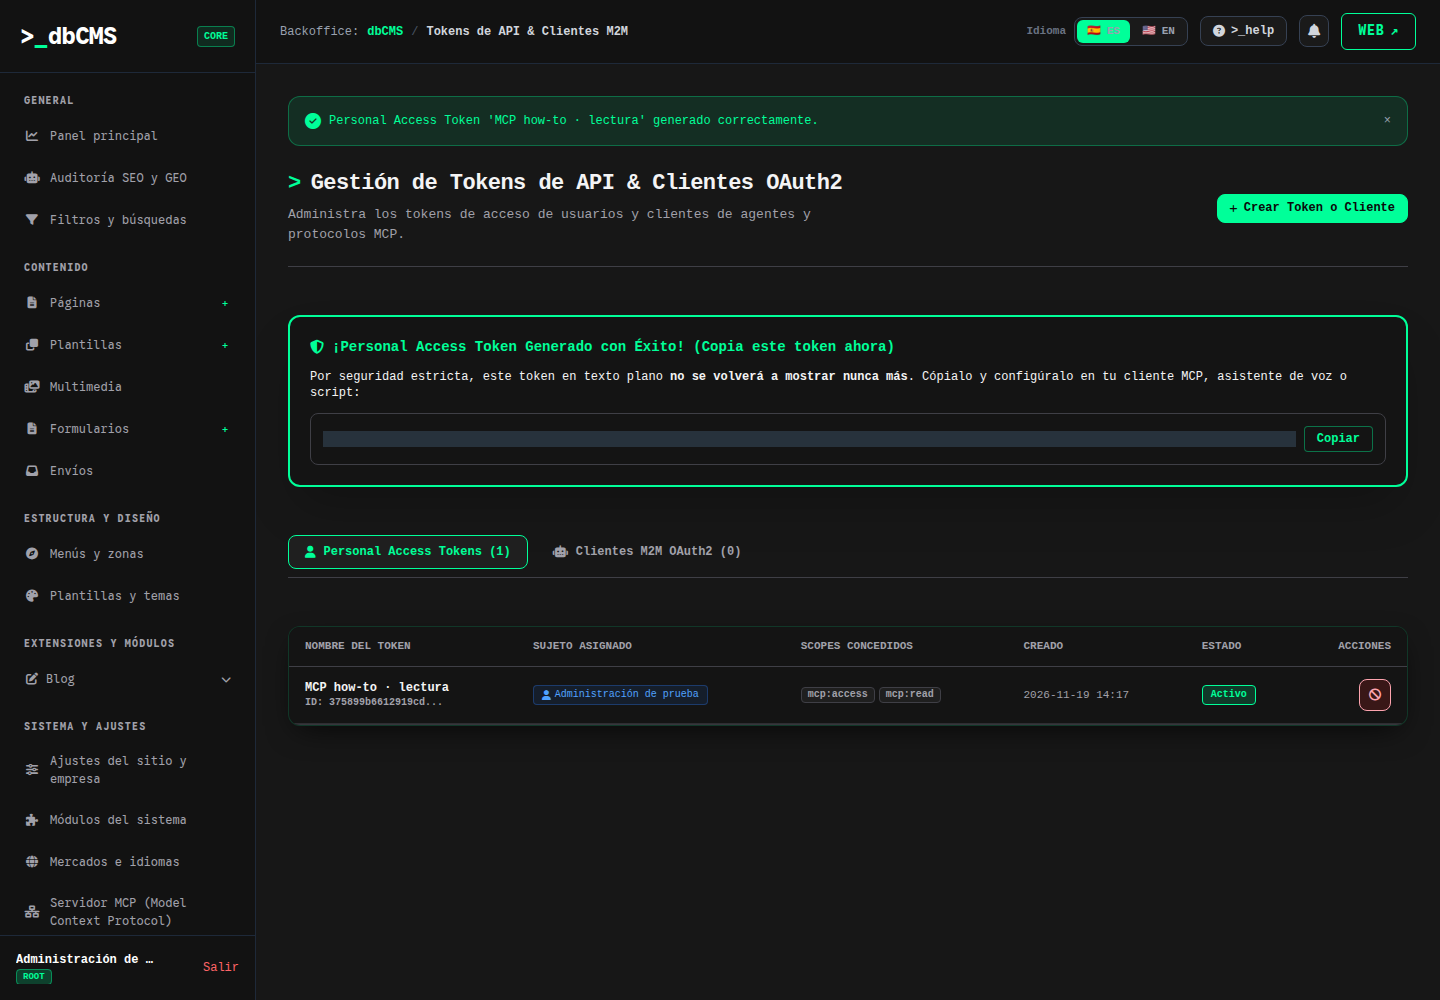 >_dbCMS
CORE
GENERAL
Panel principal
Auditoría SEO y GEO
Filtros y búsquedas
CONTENIDO
Páginas +
Plantillas +
Multimedia
Formularios +
Envíos
ESTRUCTURA Y DISEÑO
Menús y zonas
Plantillas y temas
EXTENSIONES Y MÓDULOS
Blog
SISTEMA Y AJUSTES
Ajustes del sitio y
empresa
Módulos del sistema
Mercados e idiomas
Servidor MCP (Model
Context Protocol)
Administración de …
ROOT
Salir
Backoffice: dbCMS / Tokens de API & Clientes M2M
Idioma
EN
>_help
WEB ↗
Personal Access Token 'MCP how-to · lectura' generado correctamente. ×
> Gestión de Tokens de API & Clientes OAuth2
Administra los tokens de acceso de usuarios y clientes de agentes y
protocolos MCP.
+ Crear Token o Cliente
¡Personal Access Token Generado con Éxito! (Copia este token ahora)
Por seguridad estricta, este token en texto plano no se volverá a mostrar nunca más. Cópialo y configúralo en tu cliente MCP, asistente de voz o
script:
Copiar
Personal Access Tokens (1)
Clientes M2M OAuth2 (0)
NOMBRE DEL TOKEN SUJETO ASIGNADO SCOPES CONCEDIDOS CREADO ESTADO ACCIONES
MCP how-to · lectura
ID: 375899b6612919cd...
Administración de prueba
mcp:access mcp:read
2026-11-19 14:17
Activo